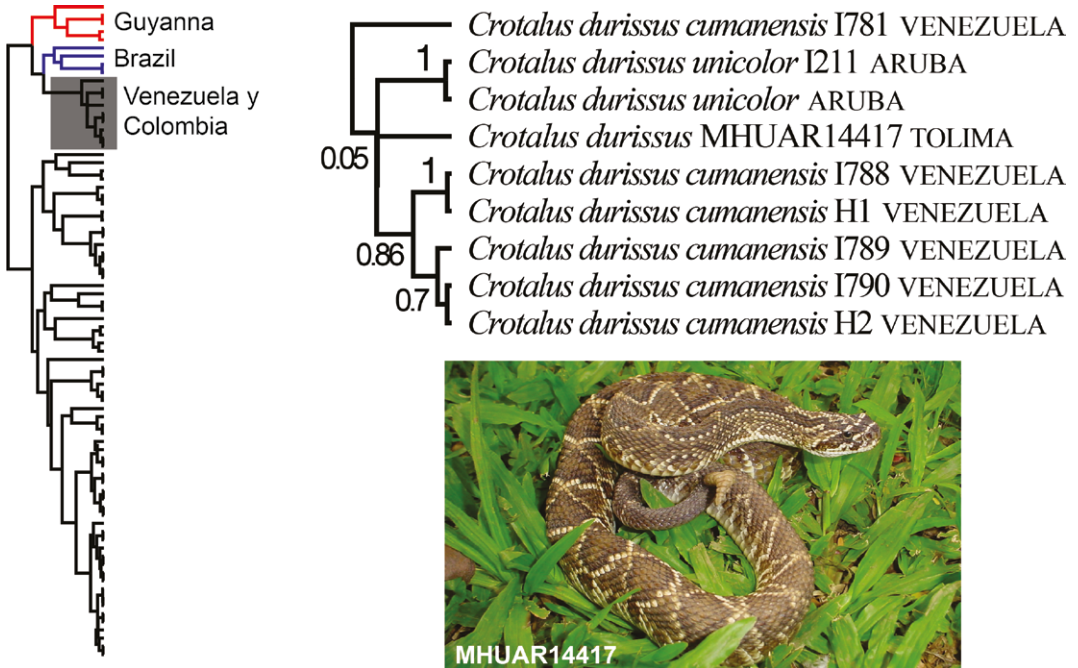 Guyanna
Brazil
Venezuela y
Colombia
Crotalus durissus cumanensis I781 VENEZUELA
1
Crotalus durissus unicolor I211 ARUBA
Crotalus durissus unicolor ARUBA
Crotalus durissus MHUAR14417 TOLIMA
0.05
1
Crotalus durissus cumanensis I788 VENEZUELA
Crotalus durissus cumanensis H1 VENEZUELA
0.86
Crotalus durissus cumanensis I789 VENEZUELA
0.7
Crotalus durissus cumanensis I790 VENEZUELA
Crotalus durissus cumanensis H2 VENEZUELA
MHUAR14417